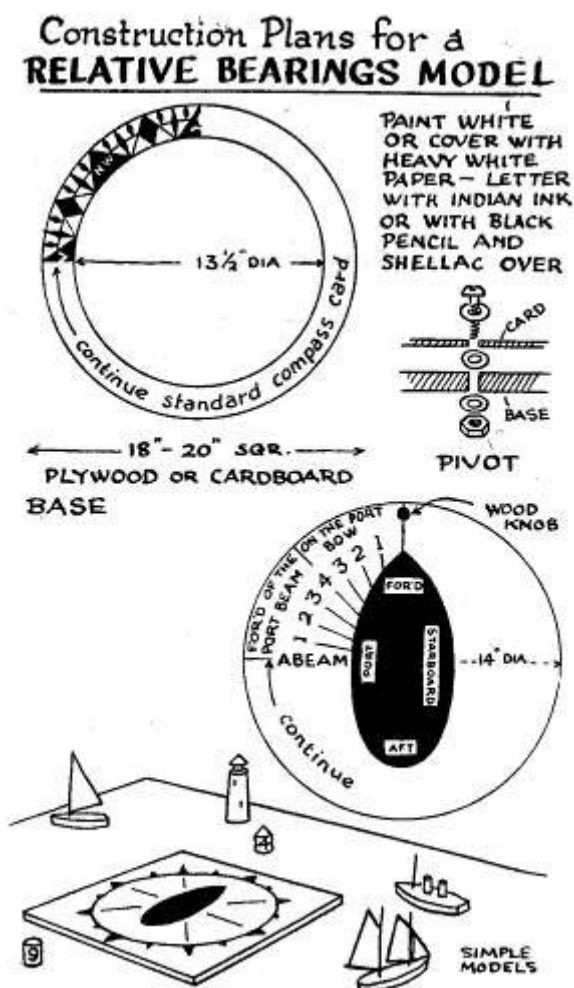 Construction Plans for a
RELATIVE BEARINGS MODEL
PAINT WHITE
OR COVER WITH
HEAVY WHITE
PAPER - LETTER
WITH INDIAN INK
OR WITH BLACK
PENCIL AND
SHELLAC OVER
NW
13½" DIA
continue standard compass card
CARD
BASE
PIVOT
18" - 20" SQR.
PLYWOOD OR CARDBOARD
BASE
WOOD
KNOB
ON THE PORT
BOW
FOR'D OF THE
PORT BEAM
1
2
3
4
3
2
1
ABEAM
FOR'D
PORT
STARBOARD
AFT
14" DIA.
continue
4
9
SIMPLE
MODELS